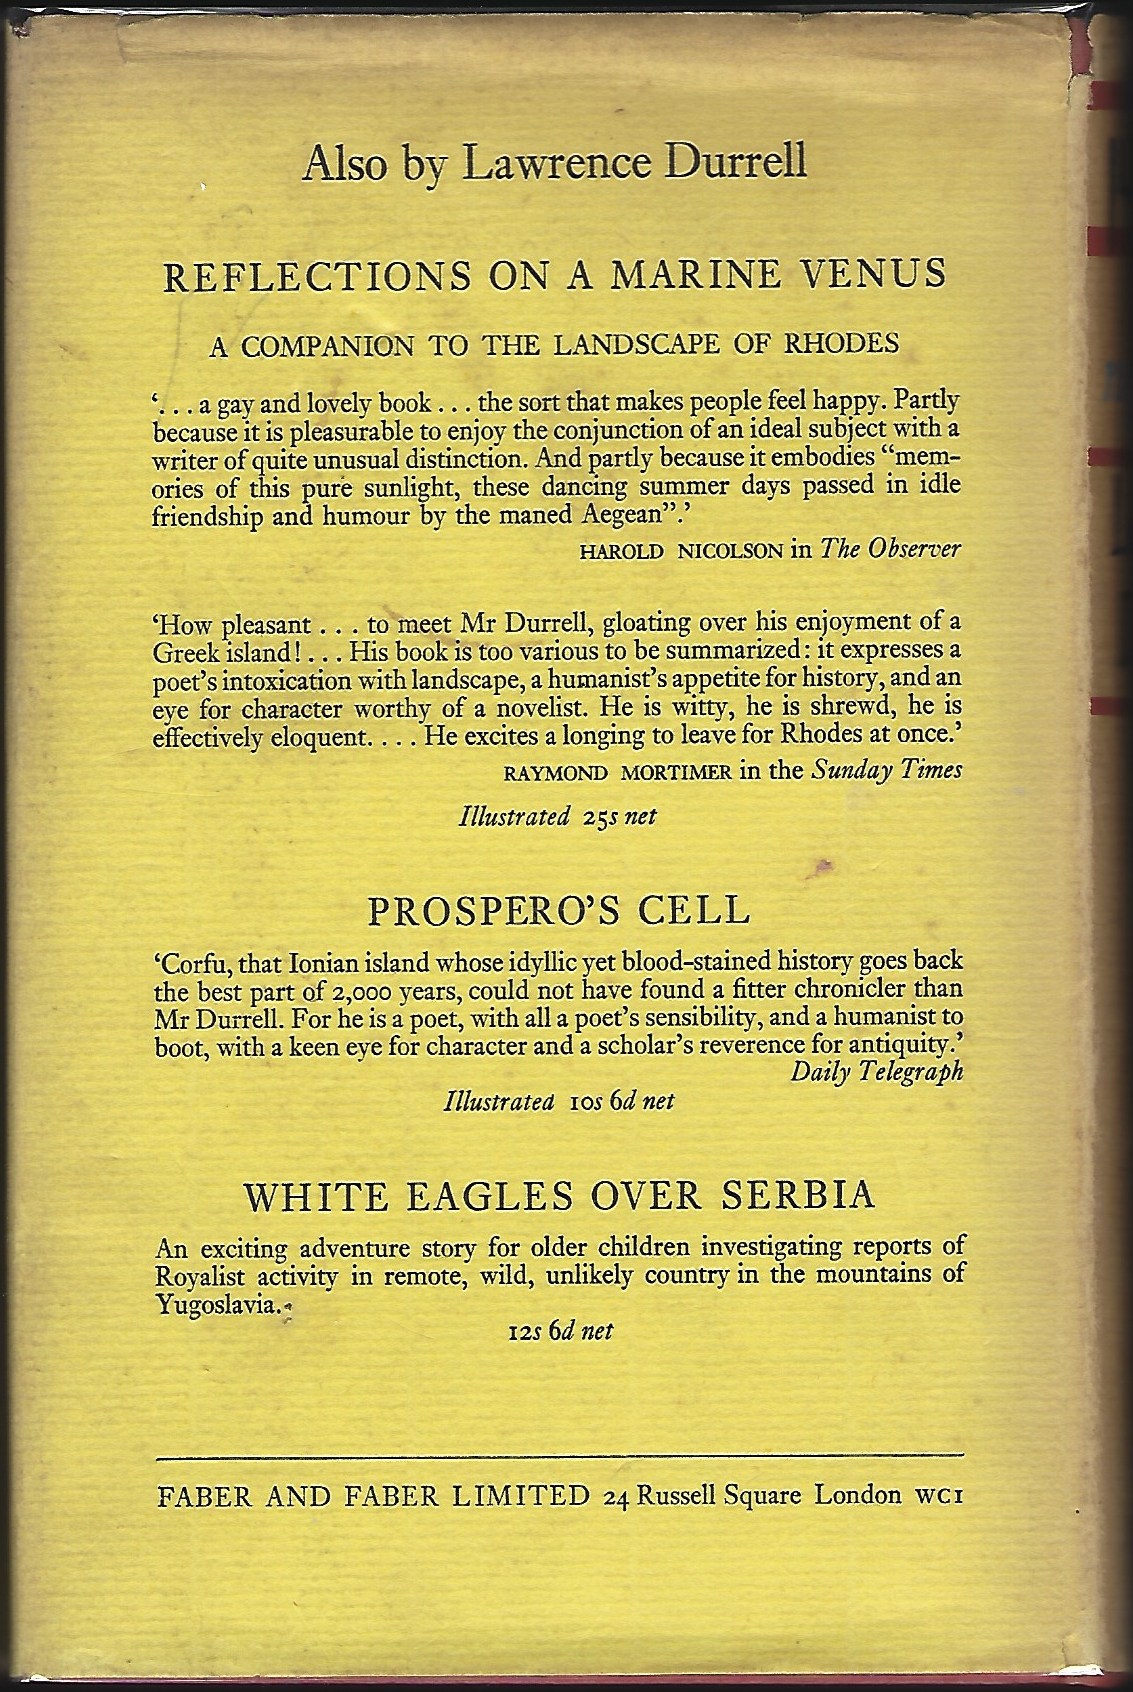 Also by Lawrence Durrell
REFLECTIONS ON A MARINE VENUS
A COMPANION TO THE LANDSCAPE OF RHODES
‘. . . a gay and lovely book . . . the sort that makes people feel happy. Partly
because it is pleasurable to enjoy the conjunction of an ideal subject with a
writer of quite unusual distinction. And partly because it embodies “mem-
ories of this pure sunlight, these dancing summer days passed in idle
friendship and humour by the maned Aegean”.’
HAROLD NICOLSON in The Observer
‘How pleasant . . . to meet Mr Durrell, gloating over his enjoyment of a
Greek island! . . . His book is too various to be summarized: it expresses a
poet’s intoxication with landscape, a humanist’s appetite for history, and an
eye for character worthy of a novelist. He is witty, he is shrewd, he is
effectively eloquent. . . . He excites a longing to leave for Rhodes at once.’
RAYMOND MORTIMER in the Sunday Times
Illustrated 25s net
PROSPERO’S CELL
‘Corfu, that Ionian island whose idyllic yet blood-stained history goes back
the best part of 2,000 years, could not have found a fitter chronicler than
Mr Durrell. For he is a poet, with all a poet’s sensibility, and a humanist to
boot, with a keen eye for character and a scholar’s reverence for antiquity.’
Daily Telegraph
Illustrated 10s 6d net
WHITE EAGLES OVER SERBIA
An exciting adventure story for older children investigating reports of
Royalist activity in remote, wild, unlikely country in the mountains of
Yugoslavia.
12s 6d net
FABER AND FABER LIMITED 24 Russell Square London WC1